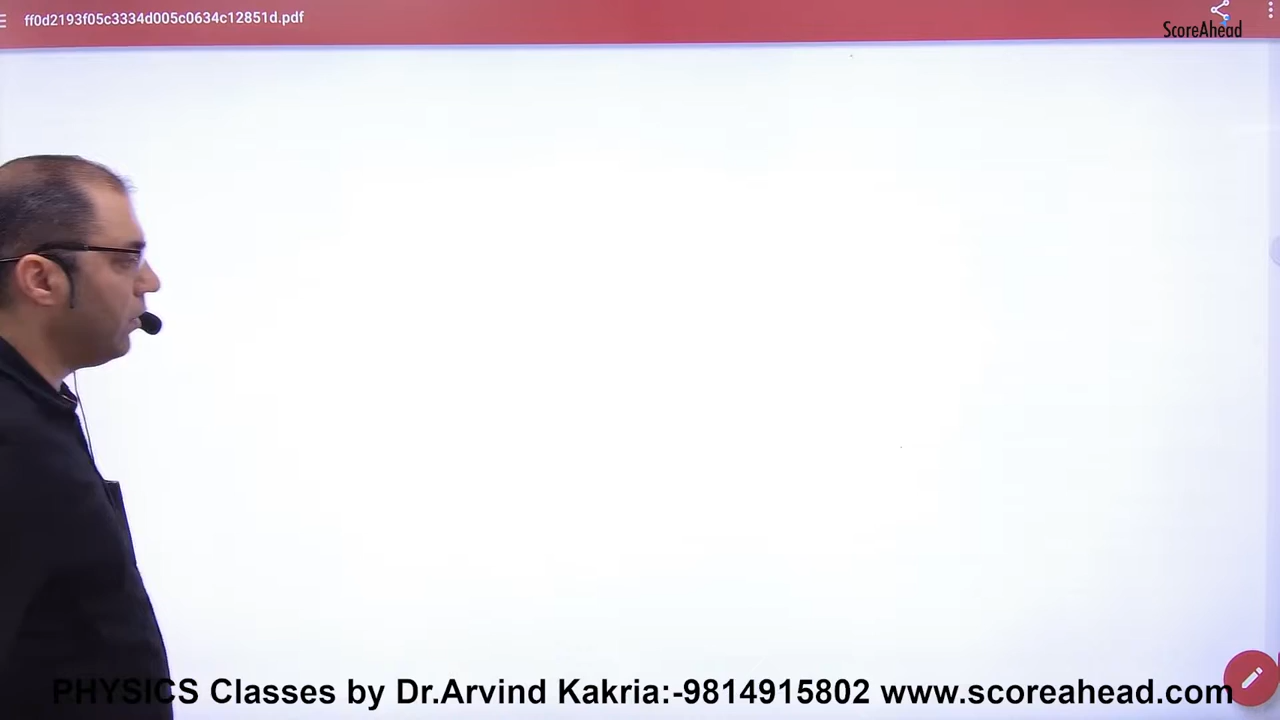 ff0d2193f05c3334d005c0634c12851d.pdf
ScoreAhead
PHYSICS Classes by Dr.Arvind Kakria:-9814915802 www.scoreahead.com